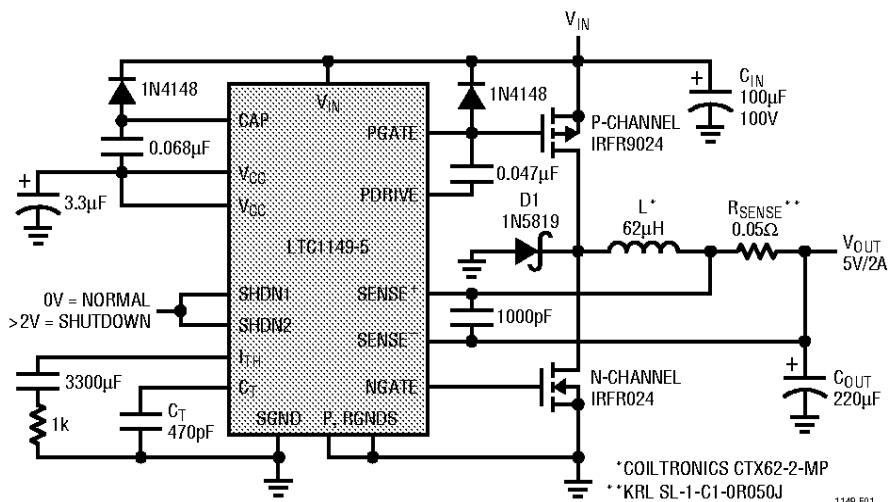 V_IN
1N4148
V_IN
1N4148
+
C_IN
100µF
100V
CAP
PGATE
P-CHANNEL
IRFR9024
0.068µF
V_CC
0.047µF
+
3.3µF
V_CC
PDRIVE
D1
1N5819
L*
62µH
R_SENSE**
0.05Ω
V_OUT
5V/2A
LTC1149-5
0V = NORMAL
>2V = SHUTDOWN
SHDN1
SHDN2
SENSE+
1000pF
SENSE−
I_TH
3300µF
C_T
NGATE
N-CHANNEL
IRFR024
+
C_OUT
220µF
1k
C_T
470pF
SGND
P, RGNDS
*COILTRONICS CTX62-2-MP
**KRL SL-1-C1-0R050J
1149 F01